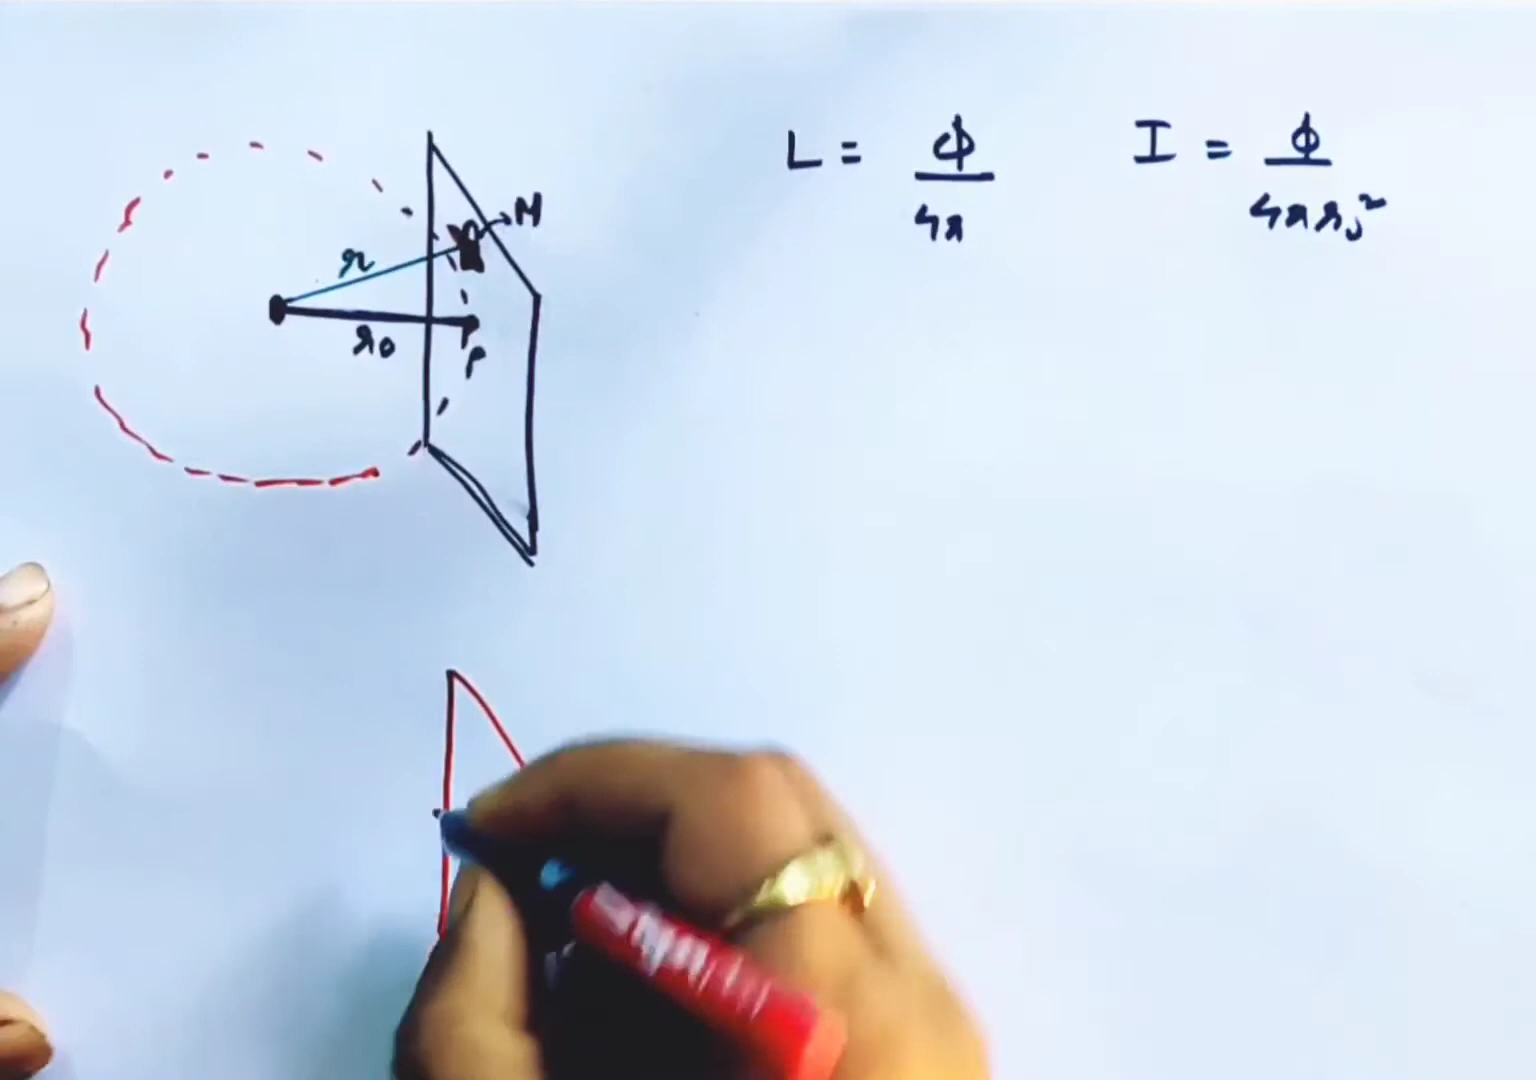 L = ϕ/4π
I = ϕ/4πr₀²
M
r
r₀
P